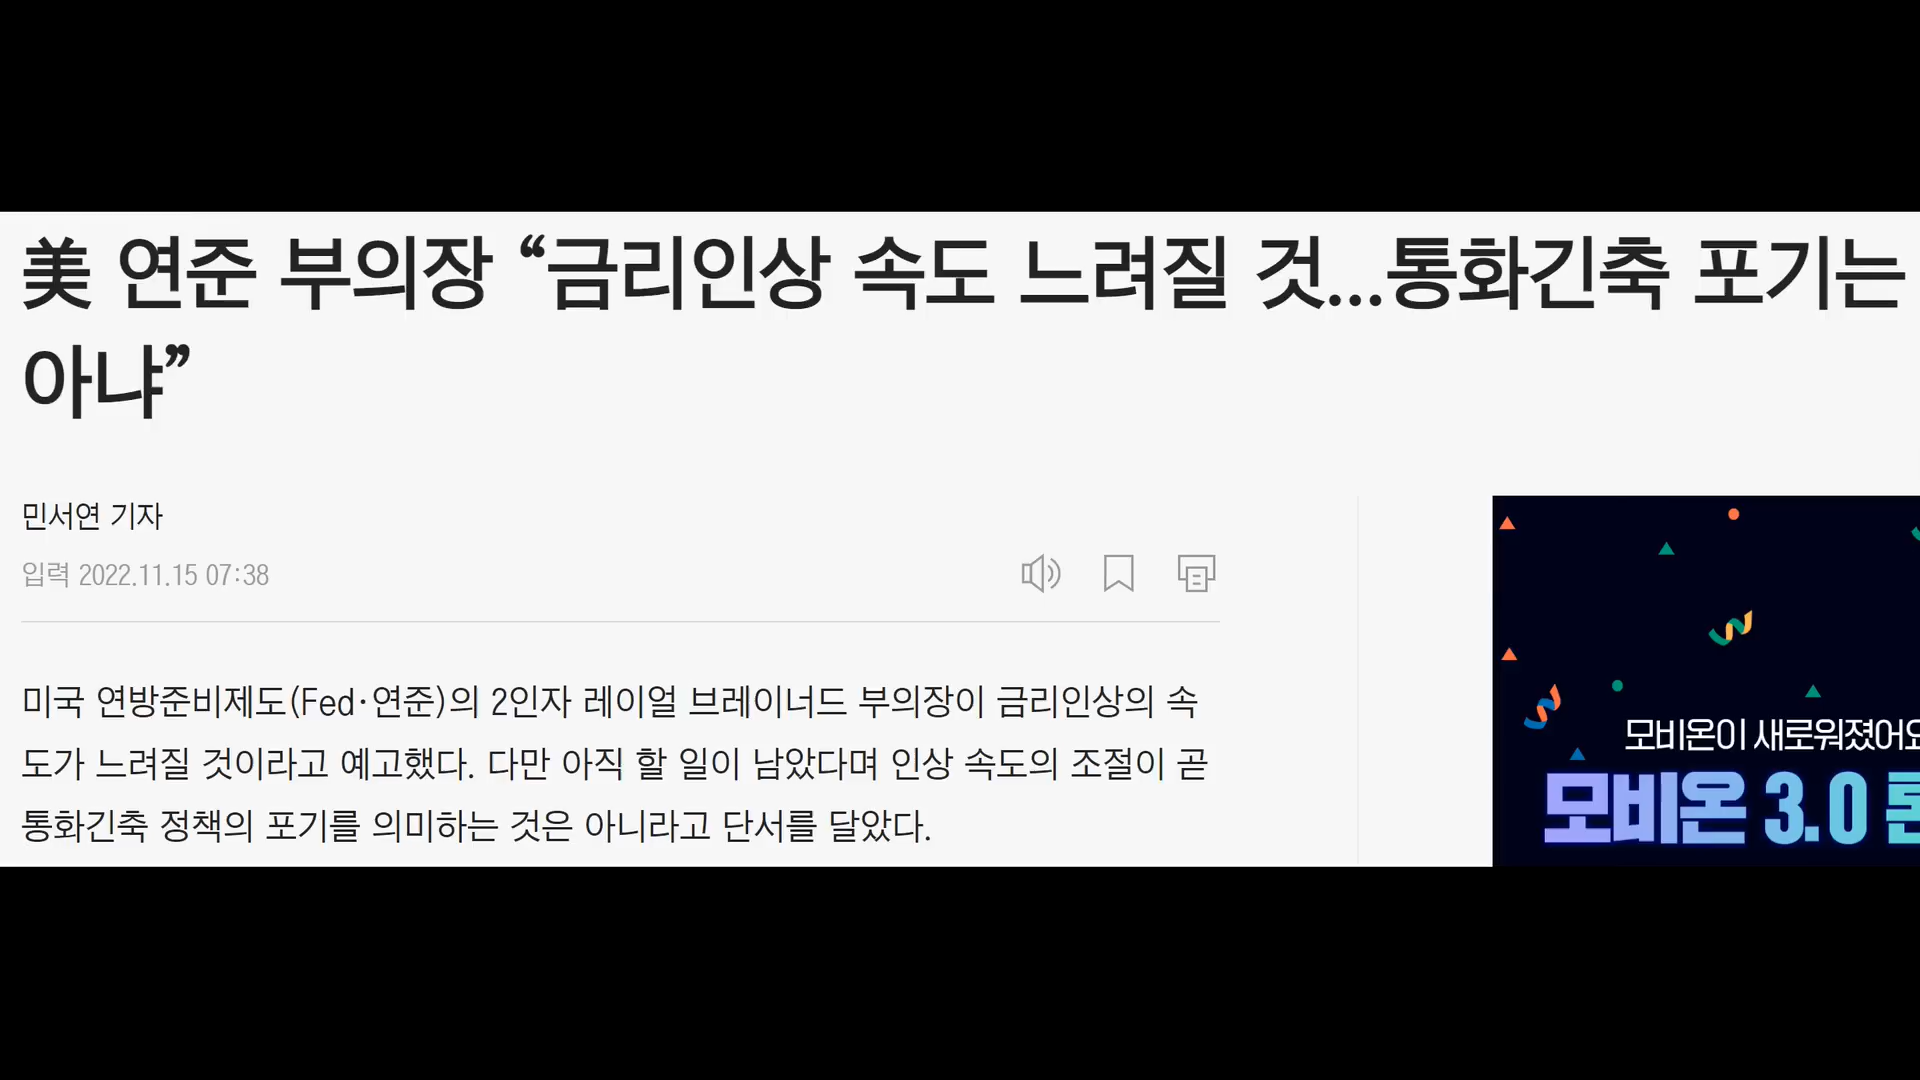 美 연준 부의장 “금리인상 속도 느려질 것...통화긴축 포기는
아냐”
민서연 기자
입력 2022.11.15 07:38
미국 연방준비제도(Fed·연준)의 2인자 레이얼 브레이너드 부의장이 금리인상의 속
도가 느려질 것이라고 예고했다. 다만 아직 할 일이 남았다며 인상 속도의 조절이 곧
통화긴축 정책의 포기를 의미하는 것은 아니라고 단서를 달았다.
모비온이 새로워졌어요
모비온 3.0